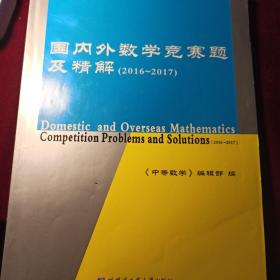 国内外数学竞赛题
及精解(2016~2017)
Domestic and Overseas Mathematics
Competition Problems and Solutions(2016~2017)
《中等数学》编辑部 编